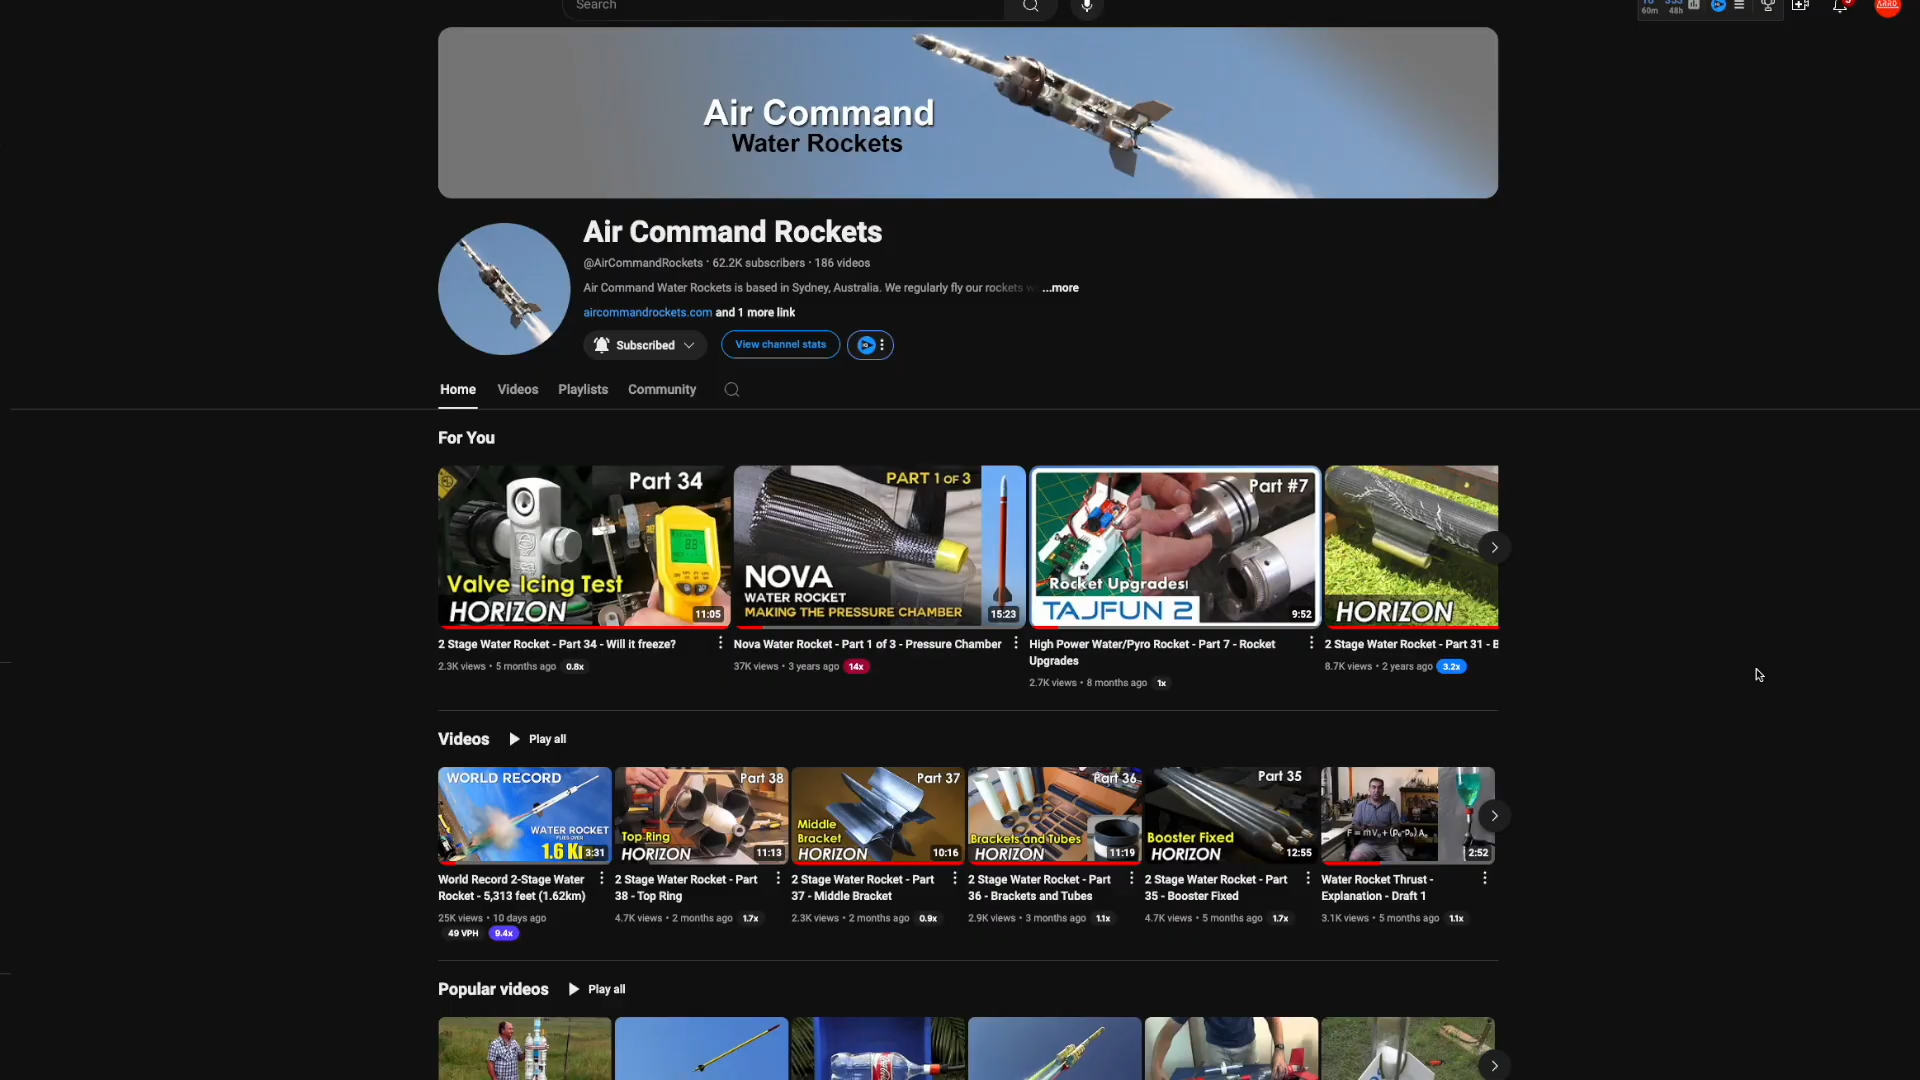 Search
60m
48h
Air Command
Water Rockets
Air Command Rockets
@AirCommandRockets · 62.2K subscribers · 186 videos
Air Command Water Rockets is based in Sydney, Australia. We regularly fly our rockets ...more
aircommandrockets.com and 1 more link
Subscribed
View channel stats
Home
Videos
Playlists
Community
For You
Part 34
Valve Icing Test
HORIZON
11:05
PART 1 OF 3
NOVA
WATER ROCKET
MAKING THE PRESSURE CHAMBER
15:23
Part #7
Rocket Upgrades!
TAJFUN 2
9:52
HORIZON
2 Stage Water Rocket - Part 34 - Will it freeze?
2.3K views • 5 months ago 0.8x
Nova Water Rocket - Part 1 of 3 - Pressure Chamber
37K views • 3 years ago 14x
High Power Water/Pyro Rocket - Part 7 - Rocket
Upgrades
2.7K views • 8 months ago 1x
2 Stage Water Rocket - Part 31 - B
8.7K views • 2 years ago 3.2x
Videos
Play all
WORLD RECORD
WATER ROCKET
FLIES OVER
1.6 K
3:31
Part 38
Top Ring
HORIZON
11:13
Part 37
Middle
Bracket
HORIZON
10:16
Part 36
Brackets and Tubes
HORIZON
11:19
Part 35
Booster Fixed
HORIZON
12:55
2:52
World Record 2-Stage Water
Rocket - 5,313 feet (1.62km)
25K views • 10 days ago
49 VPH 9.4x
2 Stage Water Rocket - Part
38 - Top Ring
4.7K views • 2 months ago 1.7x
2 Stage Water Rocket - Part
37 - Middle Bracket
2.3K views • 2 months ago 0.9x
2 Stage Water Rocket - Part
36 - Brackets and Tubes
2.9K views • 3 months ago 1.1x
2 Stage Water Rocket - Part
35 - Booster Fixed
4.7K views • 5 months ago 1.7x
Water Rocket Thrust -
Explanation - Draft 1
3.1K views • 5 months ago 1.1x
Popular videos
Play all